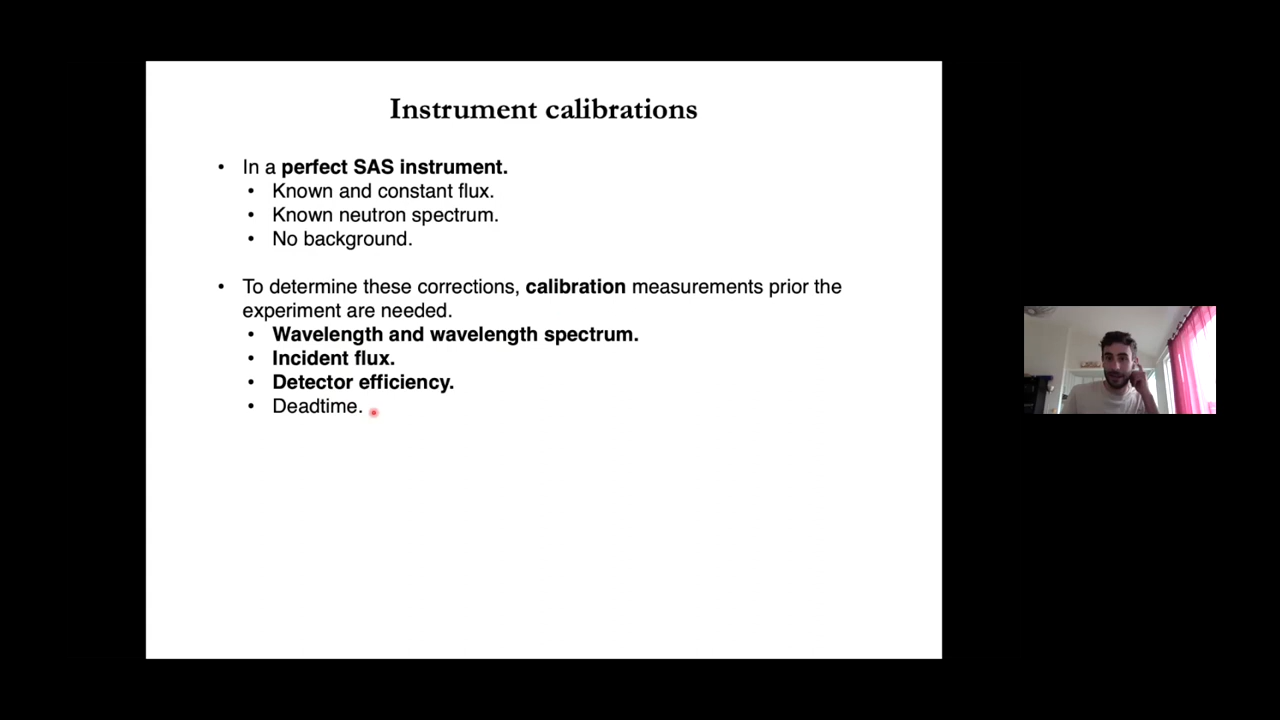 Instrument calibrations
• In a perfect SAS instrument.
• Known and constant flux.
• Known neutron spectrum.
• No background.
• To determine these corrections, calibration measurements prior the
experiment are needed.
• Wavelength and wavelength spectrum.
• Incident flux.
• Detector efficiency.
• Deadtime.